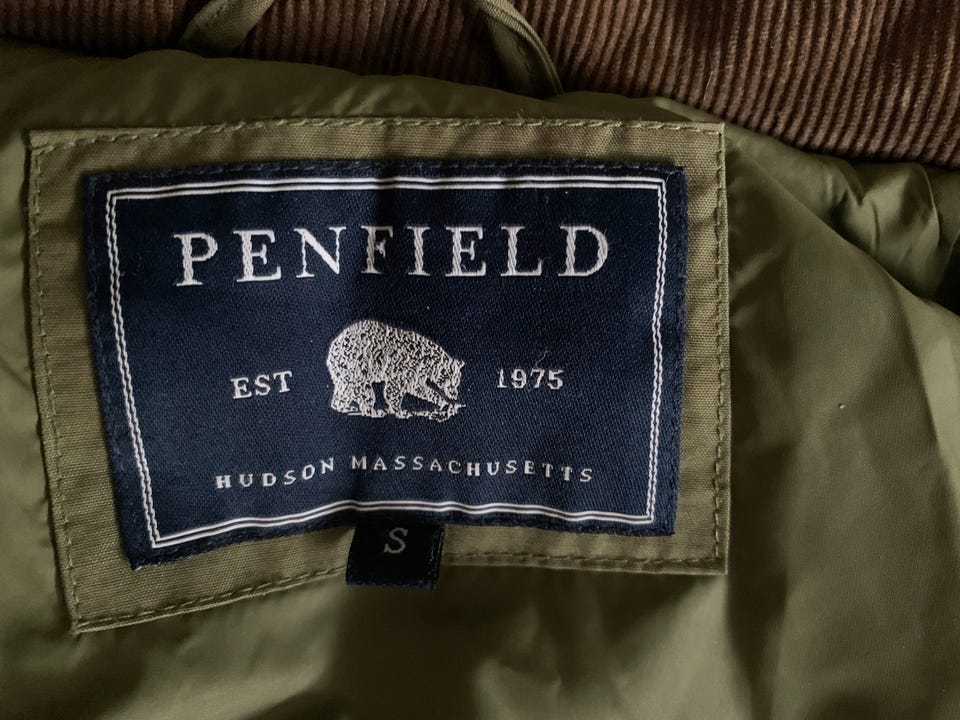 PENFIELD
EST 1975
HUDSON MASSACHUSETTS
S